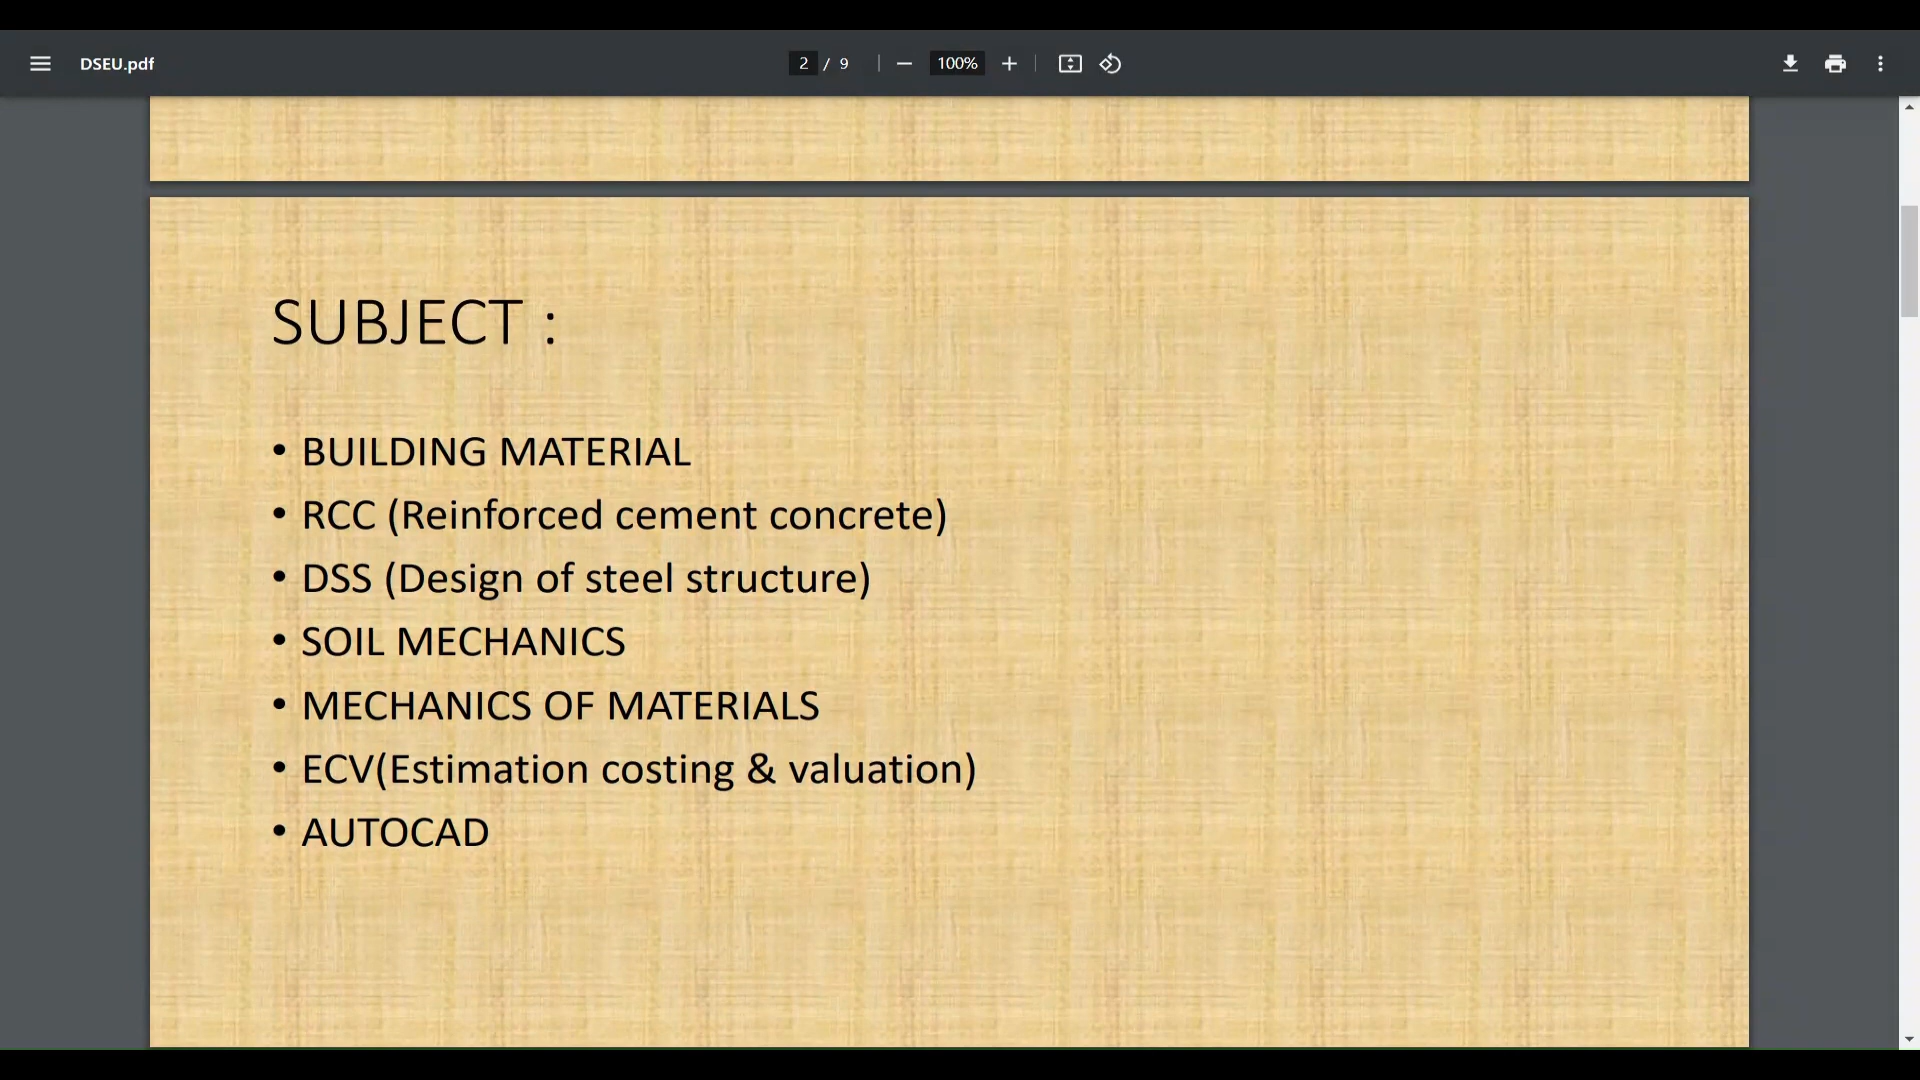 DSEU.pdf
2 / 9
100%
SUBJECT :
• BUILDING MATERIAL
• RCC (Reinforced cement concrete)
• DSS (Design of steel structure)
• SOIL MECHANICS
• MECHANICS OF MATERIALS
• ECV(Estimation costing & valuation)
• AUTOCAD